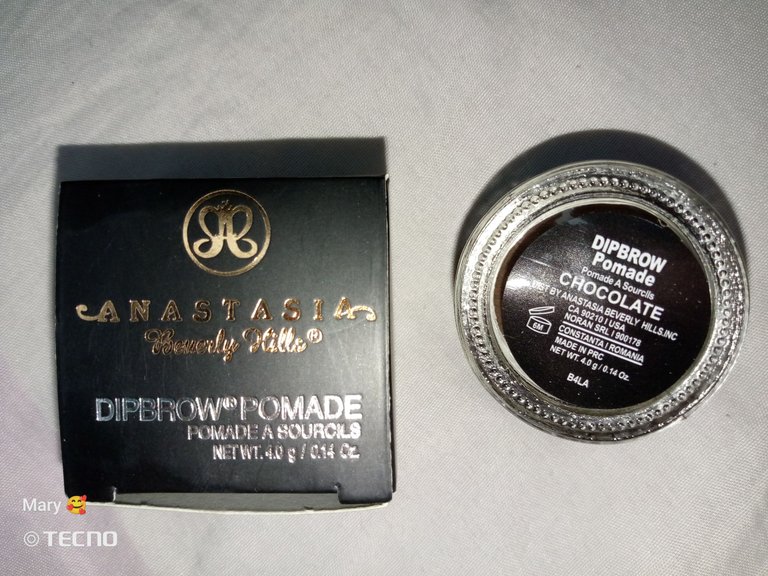 ANASTASIA
Beverly Hills®
DIPBROW® POMADE
POMADE A SOURCILS
NET WT. 4.0 g / 0.14 Oz.
DIPBROW
Pomade
Pomade A Sourcils
CHOCOLATE
BY ANASTASIA BEVERLY HILLS.INC
CA 90210 / USA
NORAN SRL / 900178
CONSTANTA / ROMANIA
MADE IN PRC
NET WT. 4.0 g / 0.14 Oz.
6M
B4LA
Mary 🥰
TECNO